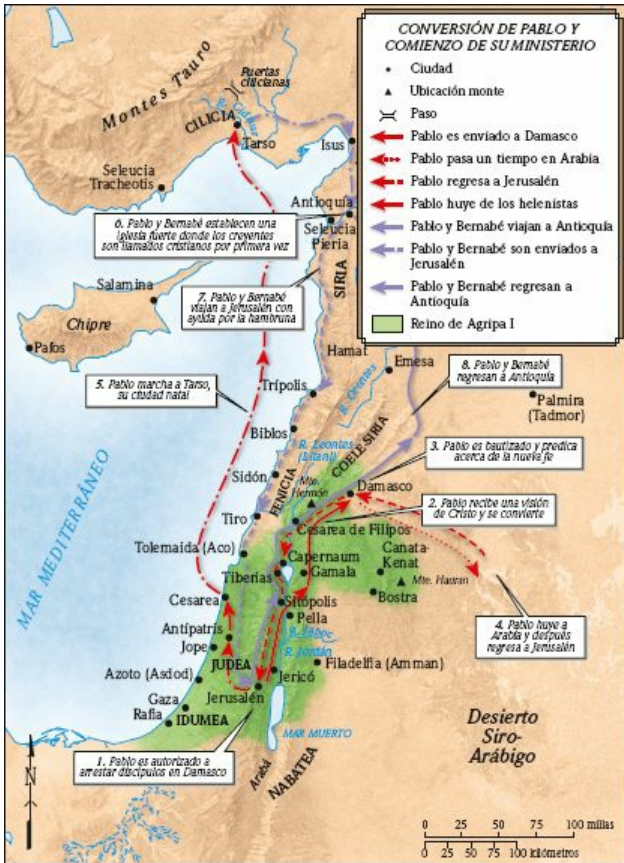 CONVERSIÓN DE PABLO Y
COMIENZO DE SU MINISTERIO
Ciudad
Ubicación monte
Paso
Pablo es enviado a Damasco
Pablo pasa un tiempo en Arabia
Pablo regresa a Jerusalén
Pablo huye de los helenistas
Pablo y Bernabé viajan a Antioquía
Pablo y Bernabé son enviados a
Jerusalén
Pablo y Bernabé regresan a
Antioquía
Reino de Agripa I
Montes Tauro
Puertas
cilicianas
CILICIA
Tarso
Isus
Seleucia
Tracheotis
Antioquía
6. Pablo y Bernabé establecen una
iglesia fuerte donde los creyentes
son llamados cristianos por primera vez
Seleucia
Pieria
SIRIA
Salamina
7. Pablo y Bernabé
viajan a Jerusalén con
ayuda por la hambruna
Chipre
Pafos
Hamat
Emesa
8. Pablo y Bernabé
regresan a Antioquía
5. Pablo marcha a Tarso,
su ciudad natal
Trípolis
R. Orontes
Palmira
(Tadmor)
Biblos
R. Leontes
(Litani)
COELE-SIRIA
3. Pablo es bautizado y predica
acerca de la nueva fe
Sidón
FENICIA
Mte.
Hermón
Damasco
2. Pablo recibe una visión
de Cristo y se convierte
Tiro
Cesarea de Filipos
MAR MEDITERRÁNEO
Tolemaida (Aco)
Capernaum
Canata-
Kenat
Tiberias
Gamala
Mte. Hauran
Cesarea
Sitópolis
Bostra
Pella
4. Pablo huye a
Arabia y después
regresa a Jerusalén
Antípatris
Jope
R. Jordán
JUDEA
Filadelfia (Amman)
Azoto (Asdod)
Jericó
Jerusalén
Gaza
Rafia
IDUMEA
MAR MUERTO
Desierto
Siro-
Arábigo
1. Pablo es autorizado a
arrestar discípulos en Damasco
Arabá
NABATEA
N
0 25 50 100 millas
0 25 50 75 100 kilómetros